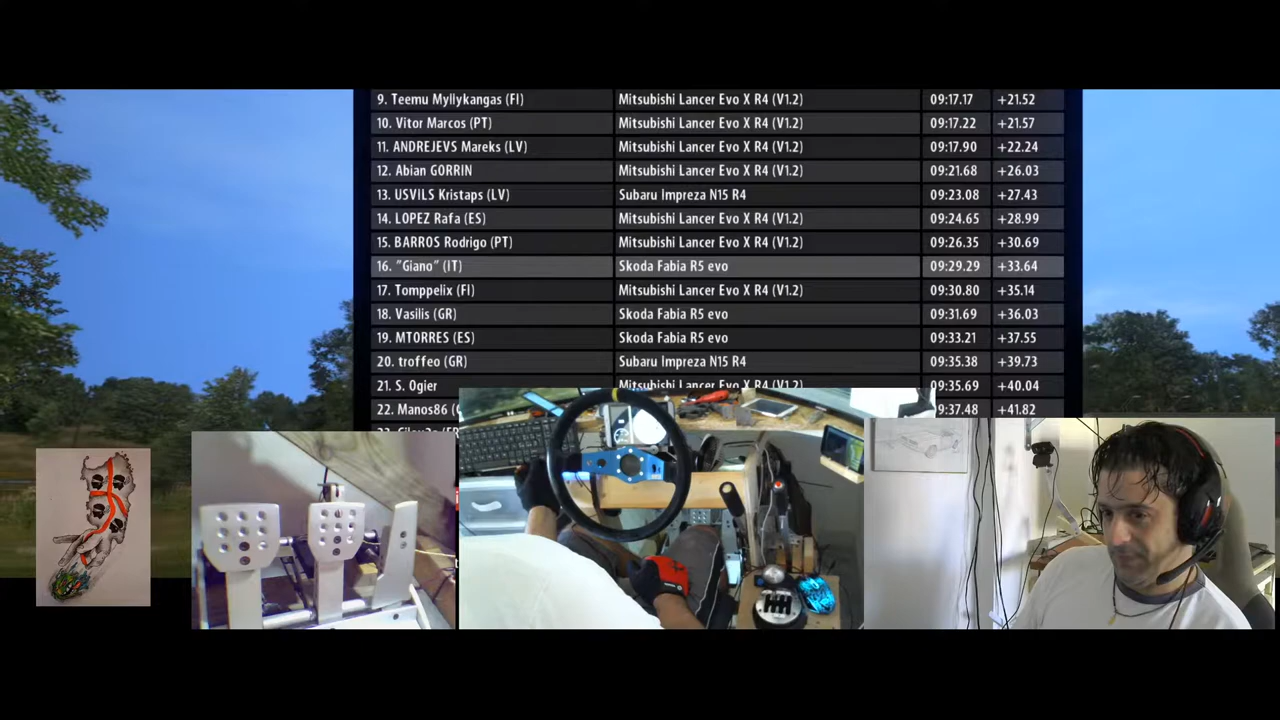 9. Teemu Myllykangas (FI) Mitsubishi Lancer Evo X R4 (V1.2) 09:17.17 +21.52
10. Vitor Marcos (PT) Mitsubishi Lancer Evo X R4 (V1.2) 09:17.22 +21.57
11. ANDREJEVS Mareks (LV) Mitsubishi Lancer Evo X R4 (V1.2) 09:17.90 +22.24
12. Abian GORRIN Mitsubishi Lancer Evo X R4 (V1.2) 09:21.68 +26.03
13. USVILS Kristaps (LV) Subaru Impreza N15 R4 09:23.08 +27.43
14. LOPEZ Rafa (ES) Mitsubishi Lancer Evo X R4 (V1.2) 09:24.65 +28.99
15. BARROS Rodrigo (PT) Mitsubishi Lancer Evo X R4 (V1.2) 09:26.35 +30.69
16. "Giano" (IT) Skoda Fabia R5 evo 09:29.29 +33.64
17. Tomppelix (FI) Mitsubishi Lancer Evo X R4 (V1.2) 09:30.80 +35.14
18. Vasilis (GR) Skoda Fabia R5 evo 09:31.69 +36.03
19. MTORRES (ES) Skoda Fabia R5 evo 09:33.21 +37.55
20. troffeo (GR) Subaru Impreza N15 R4 09:35.38 +39.73
21. S. Ogier Mitsubishi Lancer Evo X R4 (V1.2) 09:35.69 +40.04
22. Manos86 09:37.48 +41.82